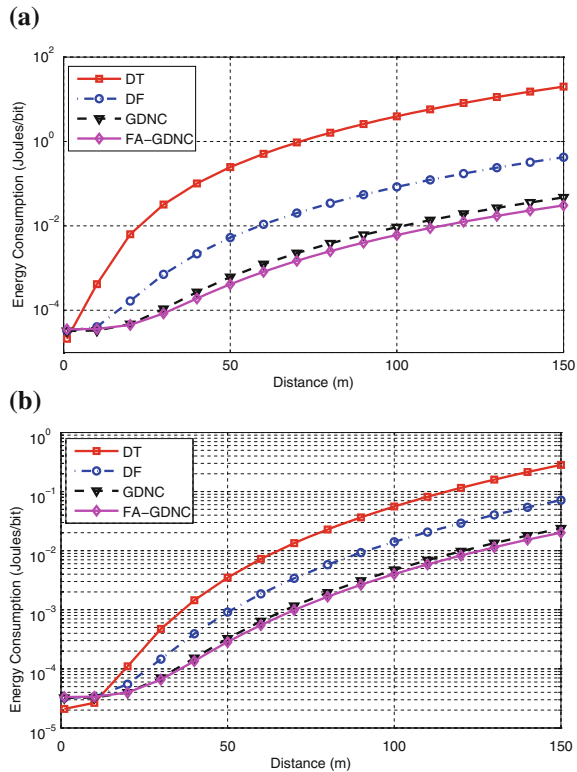 (a)
Energy Consumption (Joules/bit)
10^2
10^0
10^-2
10^-4
DT
DF
GDNC
FA-GDNC
0 50 100 150
Distance (m)
(b)
Energy Consumption (Joules/bit)
10^0
10^-1
10^-2
10^-3
10^-4
10^-5
DT
DF
GDNC
FA-GDNC
0 50 100 150
Distance (m)